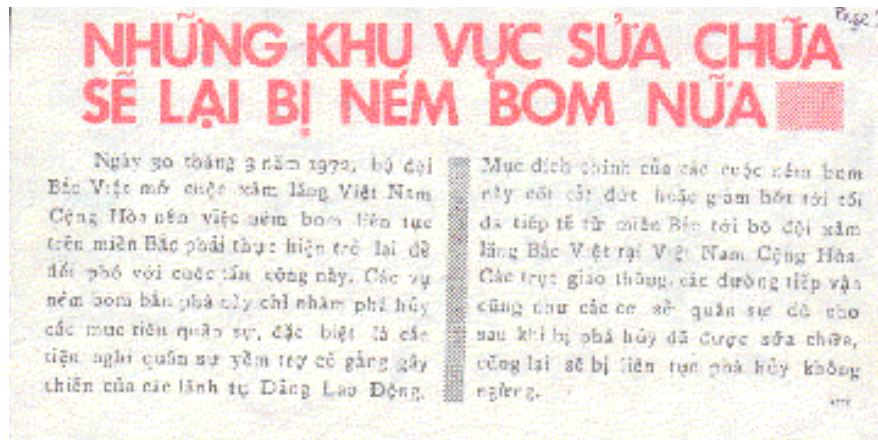 NHỮNG KHU VỰC SỬA CHỮA
SẼ LẠI BỊ NÉM BOM NỮA
Ngày 30 tháng 3 năm 1972, bộ đội
Bắc Việt mở cuộc xâm lăng Việt Nam
Cộng Hòa nên việc ném bom liên tục
trên miền Bắc phải thực hiện trở lại để
đối phó với cuộc tấn công này. Các vụ
ném bom bắn phá này chỉ nhằm phá hủy
các mục tiêu quân sự, đặc biệt là các
tiện nghi quân sự yểm trợ cố gắng gây
chiến của các lãnh tụ Đảng Lao Động.
Mục đích chính của các cuộc ném bom
này cốt cắt đứt hoặc giảm bớt tới tối
đa tiếp tế từ miền Bắc tới bộ đội xâm
lăng Bắc Việt tại Việt Nam Cộng Hòa.
Các trục giao thông, các đường tiếp vận
cũng như các cơ sở quân sự dù cho
sau khi bị phá hủy đã được sửa chữa,
cũng lại sẽ bị liên tục phá hủy không
ngừng.